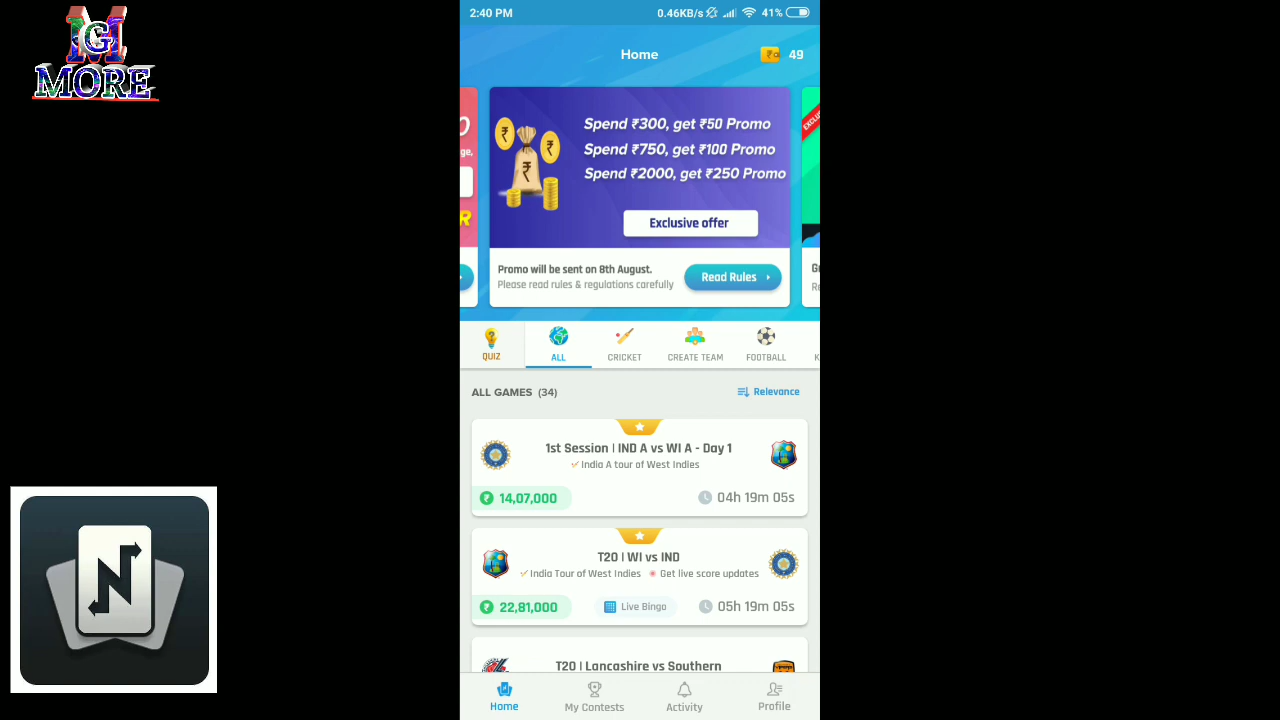 MG
MORE
2:40 PM
0.46KB/s
41%
Home
49
ge,
Spend ₹300, get ₹50 Promo
Spend ₹750, get ₹100 Promo
Spend ₹2000, get ₹250 Promo
Exclusive offer
Promo will be sent on 8th August.
Please read rules & regulations carefully
Read Rules
QUIZ
ALL
CRICKET
CREATE TEAM
FOOTBALL
ALL GAMES (34)
Relevance
1st Session | IND A vs WI A - Day 1
India A tour of West Indies
₹ 14,07,000
04h 19m 05s
T20 | WI vs IND
India Tour of West Indies
Get live score updates
₹ 22,81,000
Live Bingo
05h 19m 05s
T20 | Lancashire vs Southern
Home
My Contests
Activity
Profile
N